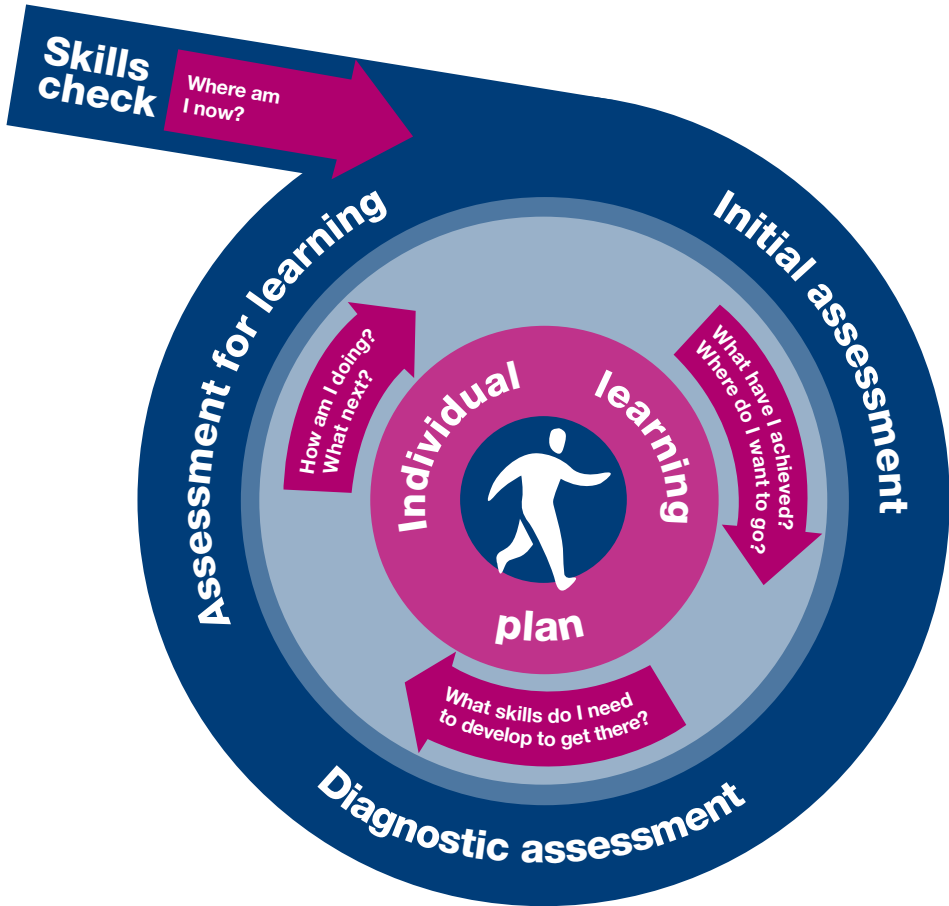 Skills
check
Where am
I now?
Initial assessment
What have I achieved?
Where do I want to go?
Diagnostic assessment
What skills do I need
to develop to get there?
Assessment for learning
How am I doing?
What next?
Individual learning
plan